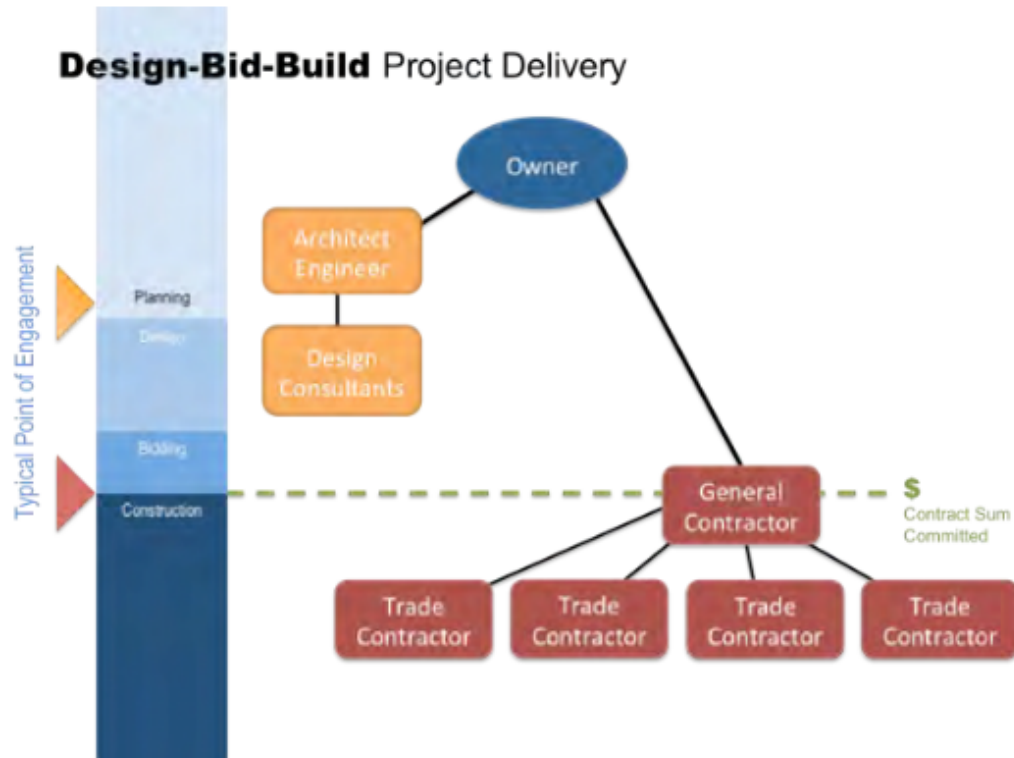 Design-Bid-Build Project Delivery
Owner
Architect
Engineer
Typical Point of Engagement
Planning
Design
Design
Consultants
Bidding
General
Contractor
$
Contract Sum
Committed
Construction
Trade
Contractor
Trade
Contractor
Trade
Contractor
Trade
Contractor